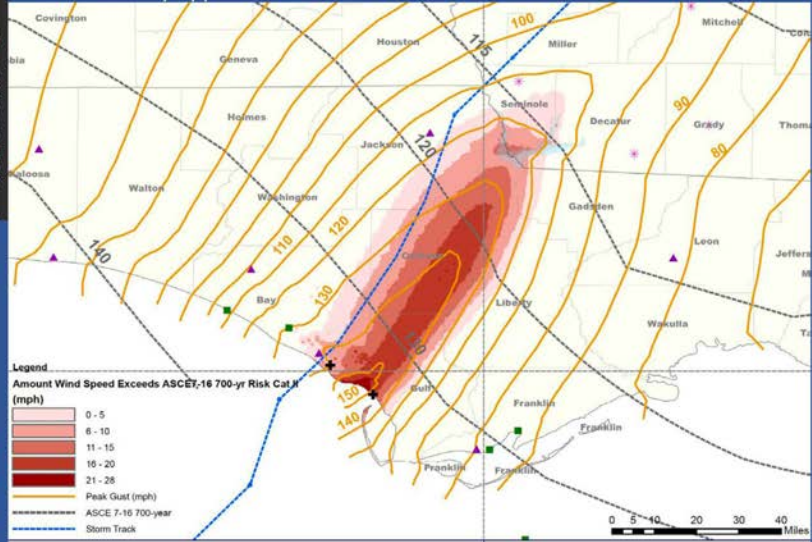 Covington
Mitchell
100
115
Houston
Miller
Geneva
Seminole
90
Decatur
Grady
Holmes
120
Jackson
80
Walton
Washington
Gadsden
120
110
Leon
140
Bay
130
Liberty
Wakulla
Legend
Amount Wind Speed Exceeds ASCE7-16 700-yr Risk Cat II
(mph)
0 - 5
6 - 10
11 - 15
16 - 20
21 - 28
Peak Gust (mph)
ASCE 7-16 700-year
Storm Track
150
140
Gulf
Franklin
Franklin
Franklin
0 5 10 20 30 40
Miles